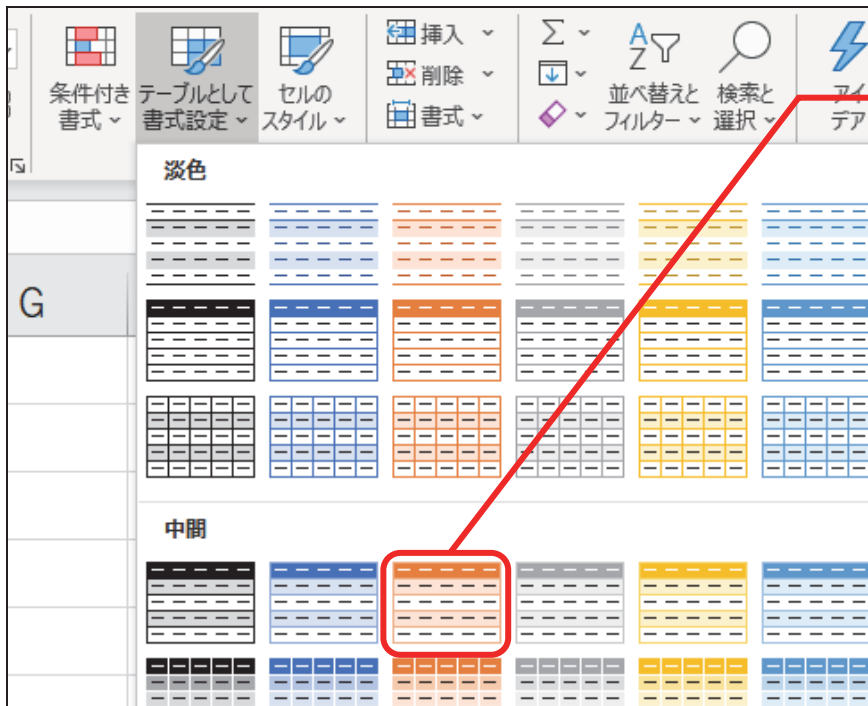 挿入
削除
書式
条件付き
書式
テーブルとして
書式設定
セルの
スタイル
並べ替えと
フィルター
検索と
選択
アイ
デア
淡色
G
中間